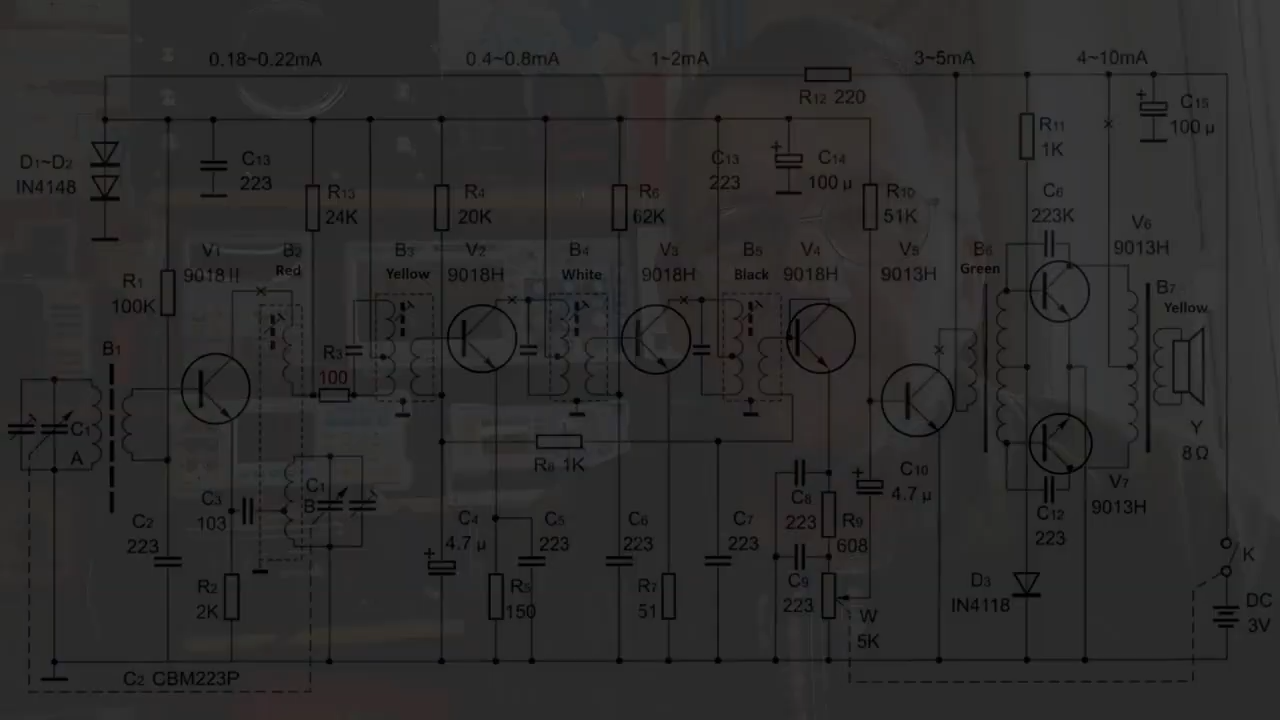 0.18~0.22mA
0.4~0.8mA
1~2mA
3~5mA
4~10mA
R12 220
C15
100 μ
R11
1K
D1~D2
IN4148
C13
223
R13
24K
R4
20K
R6
62K
C13
223
C14
100 μ
R10
51K
C6
223K
V6
9013H
V1
9018H
B2
Red
B3
Yellow
V2
9018H
B4
White
V3
9018H
B5
Black
V4
9018H
V5
9013H
B6
Green
B7
Yellow
R1
100K
B1
R3
100
C1
A
R8 1K
Y
8Ω
C3
103
C1
B
C2
223
C4
4.7 μ
C5
223
C6
223
C7
223
C8
223
R9
608
C10
4.7 μ
V7
9013H
C12
223
R2
2K
R5
150
R7
51
C9
223
W
5K
D3
IN4118
K
DC
3V
C2 CBM223P